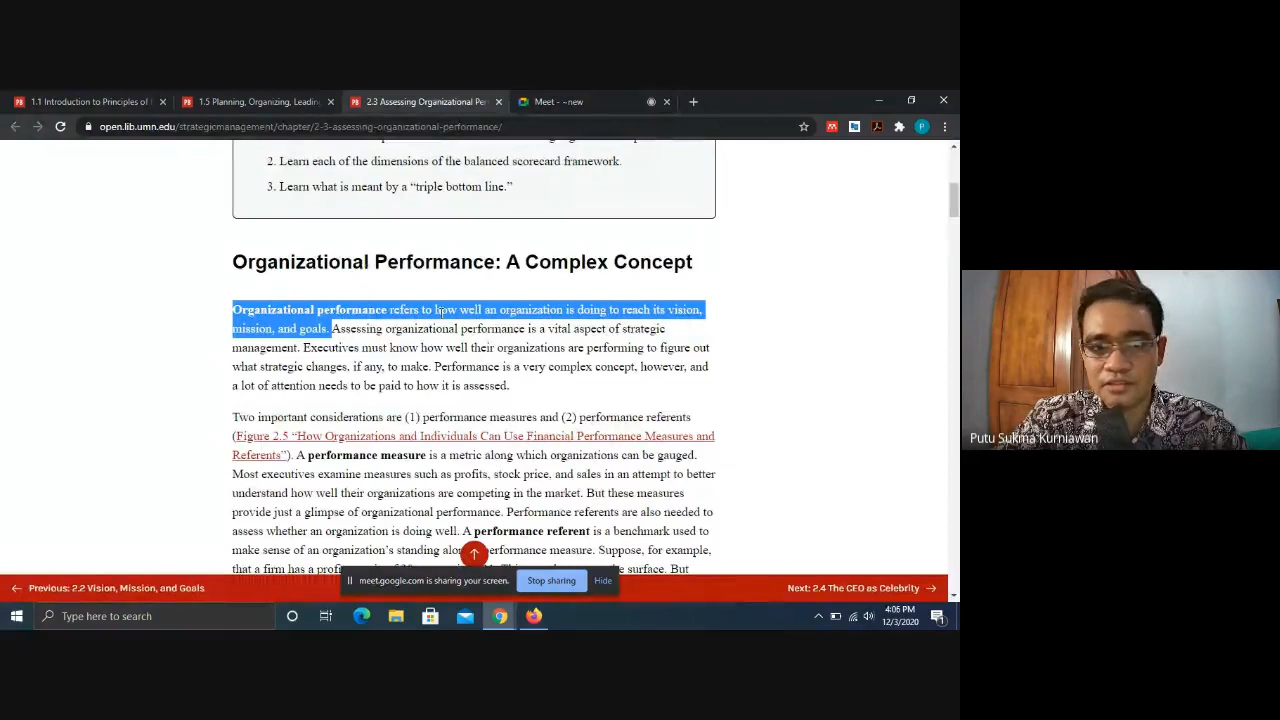 1.1 Introduction to Principles of
1.5 Planning, Organizing, Leading
2.3 Assessing Organizational Pe
Meet - ~new
open.lib.umn.edu/strategicmanagement/chapter/2-3-assessing-organizational-performance/
P
2. Learn each of the dimensions of the balanced scorecard framework.
3. Learn what is meant by a “triple bottom line.”
Organizational Performance: A Complex Concept
Organizational performance refers to how well an organization is doing to reach its vision,
mission, and goals. Assessing organizational performance is a vital aspect of strategic
management. Executives must know how well their organizations are performing to figure out
what strategic changes, if any, to make. Performance is a very complex concept, however, and
a lot of attention needs to be paid to how it is assessed.
Two important considerations are (1) performance measures and (2) performance referents
(Figure 2.5 “How Organizations and Individuals Can Use Financial Performance Measures and
Referents”). A performance measure is a metric along which organizations can be gauged.
Most executives examine measures such as profits, stock price, and sales in an attempt to better
understand how well their organizations are competing in the market. But these measures
provide just a glimpse of organizational performance. Performance referents are also needed to
assess whether an organization is doing well. A performance referent is a benchmark used to
make sense of an organization’s standing performance measure. Suppose, for example,
that a firm has a surface. But
meet.google.com is sharing your screen.
Stop sharing
Hide
Previous: 2.2 Vision, Mission, and Goals
Next: 2.4 The CEO as Celebrity
Type here to search
4:05 PM
12/3/2020
Putu Sukma Kurniawan